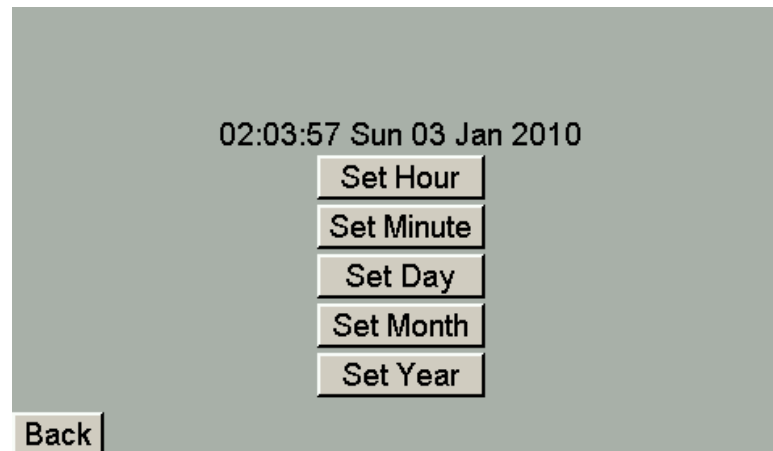 02:03:57 Sun 03 Jan 2010
Set Hour
Set Minute
Set Day
Set Month
Set Year
Back